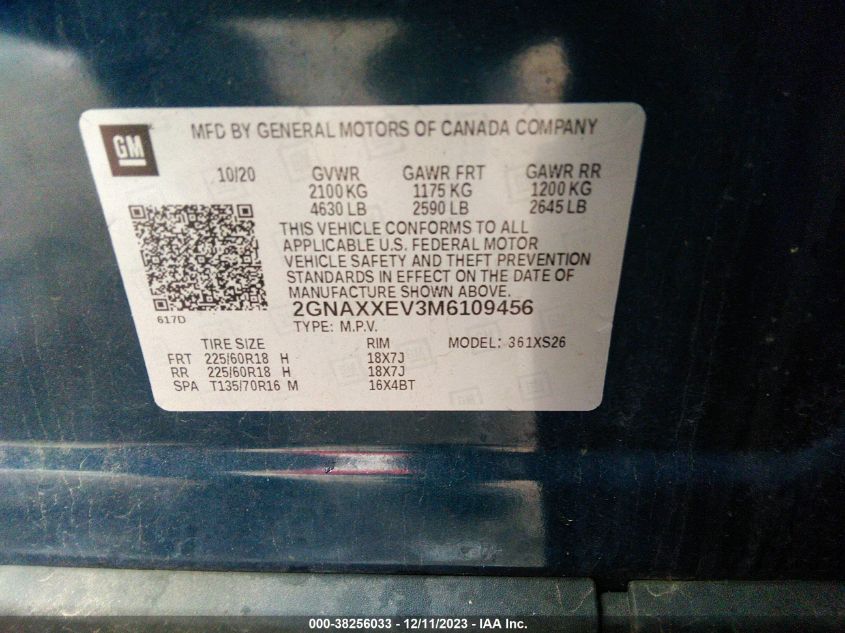 GM
MFD BY GENERAL MOTORS OF CANADA COMPANY
10/20 GVWR GAWR FRT GAWR RR
2100 KG 1175 KG 1200 KG
4630 LB 2590 LB 2645 LB
THIS VEHICLE CONFORMS TO ALL
APPLICABLE U.S. FEDERAL MOTOR
VEHICLE SAFETY AND THEFT PREVENTION
STANDARDS IN EFFECT ON THE DATE OF
MANUFACTURE SHOWN ABOVE.
617D
2GNAXXEV3M6109456
TYPE: M.P.V.
TIRE SIZE RIM MODEL: 361XS26
FRT 225/60R18 H 18X7J
RR 225/60R18 H 18X7J
SPA T135/70R16 M 16X4BT
000-38256033 - 12/11/2023 - IAA Inc.